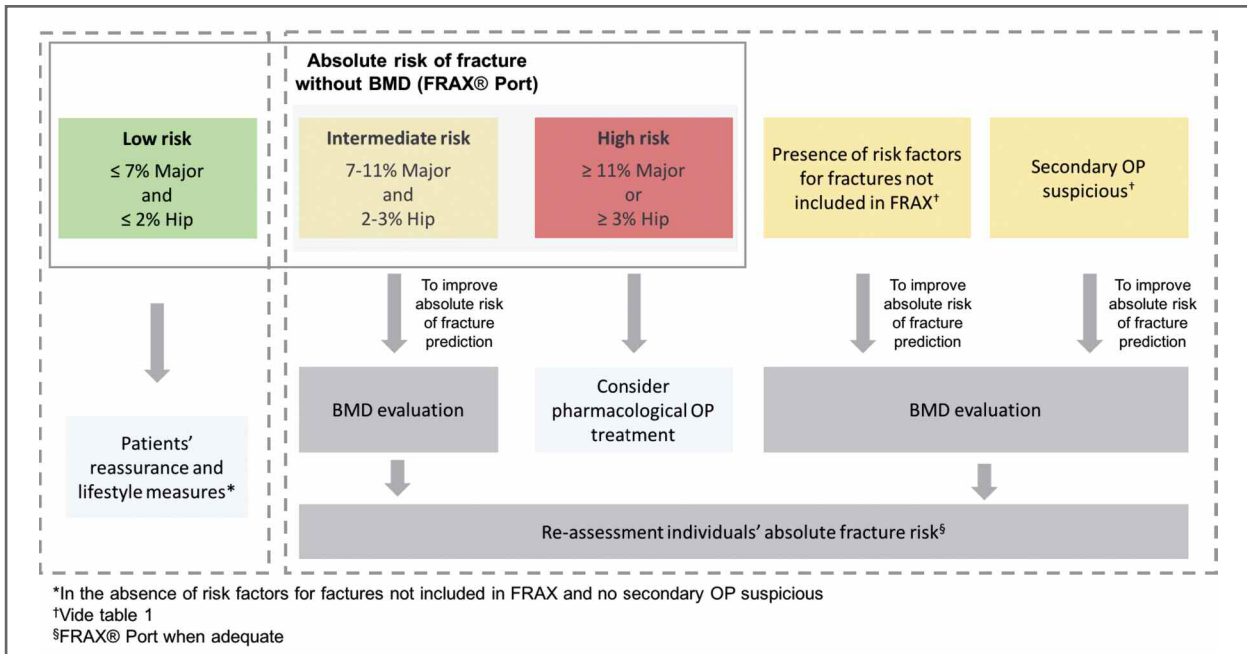 Absolute risk of fracture
without BMD (FRAX® Port)
Low risk
≤ 7% Major
and
≤ 2% Hip
Intermediate risk
7-11% Major
and
2-3% Hip
High risk
≥ 11% Major
or
≥ 3% Hip
Presence of risk factors
for fractures not
included in FRAX†
Secondary OP
suspicious†
To improve
absolute risk
of fracture
prediction
To improve
absolute risk
of fracture
prediction
To improve
absolute risk
of fracture
prediction
Patients’
reassurance and
lifestyle measures*
BMD evaluation
Consider
pharmacological OP
treatment
BMD evaluation
Re-assessment individuals’ absolute fracture risk§
*In the absence of risk factors for factures not included in FRAX and no secondary OP suspicious
†Vide table 1
§FRAX® Port when adequate